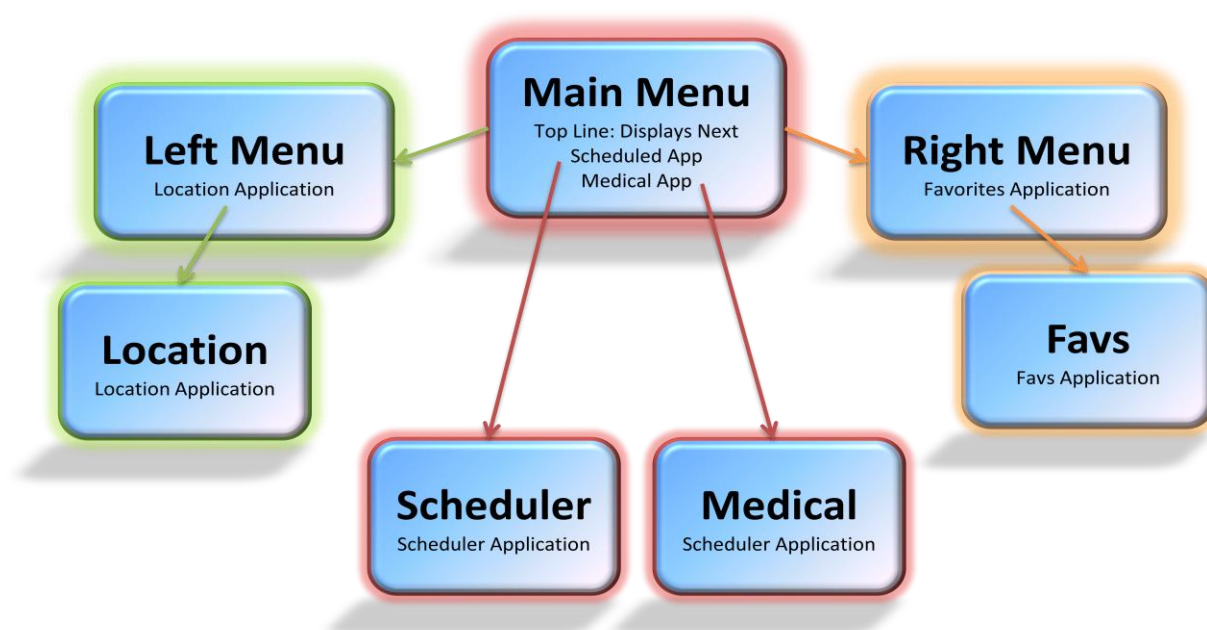 Main Menu
Top Line: Displays Next
Scheduled App
Medical App
Left Menu
Location Application
Right Menu
Favorites Application
Location
Location Application
Favs
Favs Application
Scheduler
Scheduler Application
Medical
Scheduler Application